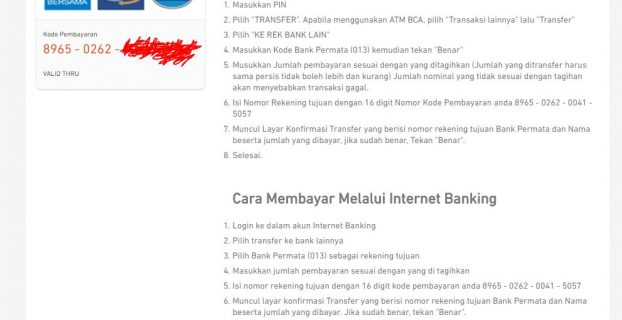 BERSAMA
Kode Pembayaran
8965 - 0262 -
VALID THRU
1. Masukkan PIN
2. Pilih "TRANSFER". Apabila menggunakan ATM BCA, pilih "Transaksi lainnya" lalu "Transfer"
3. Pilih "KE REK BANK LAIN"
4. Masukkan Kode Bank Permata (013) kemudian tekan "Benar"
5. Musukkan Jumlah pembayaran sesuai dengan yang ditagihkan (Jumlah yang ditransfer harus
sama persis tidak boleh lebih dan kurang) Jumlah nominal yang tidak sesuai dengan tagihan
akan menyebabkan transaksi gagal.
6. Isi Nomor Rekening tujuan dengan 16 digit Nomor Kode Pembayaran anda 8965 - 0262 - 0041 -
5057
7. Muncul Layar Konfirmasi Transfer yang berisi nomor rekening tujuan Bank Permata dan Nama
beserta jumlah yang dibayar, jika sudah benar, Tekan "Benar".
8. Selesai.
Cara Membayar Melalui Internet Banking
1. Login ke dalam akun Internet Banking
2. Pilih transfer ke bank lainnya
3. Pilih Bank Permata (013) sebagai rekening tujuan
4. Masukkan jumlah pembayaran sesuai dengan yang di tagihkan
5. Isi nomor rekening tujuan dengan 16 digit kode pembayaran anda 8965 - 0262 - 0041 - 5057
6. Muncul layar konfirmasi Transfer yang berisi nomor rekening tujuan Bank Permata dan Nama
beserta jumlah yang dibayar. Jika sudah benar, tekan "Benar".